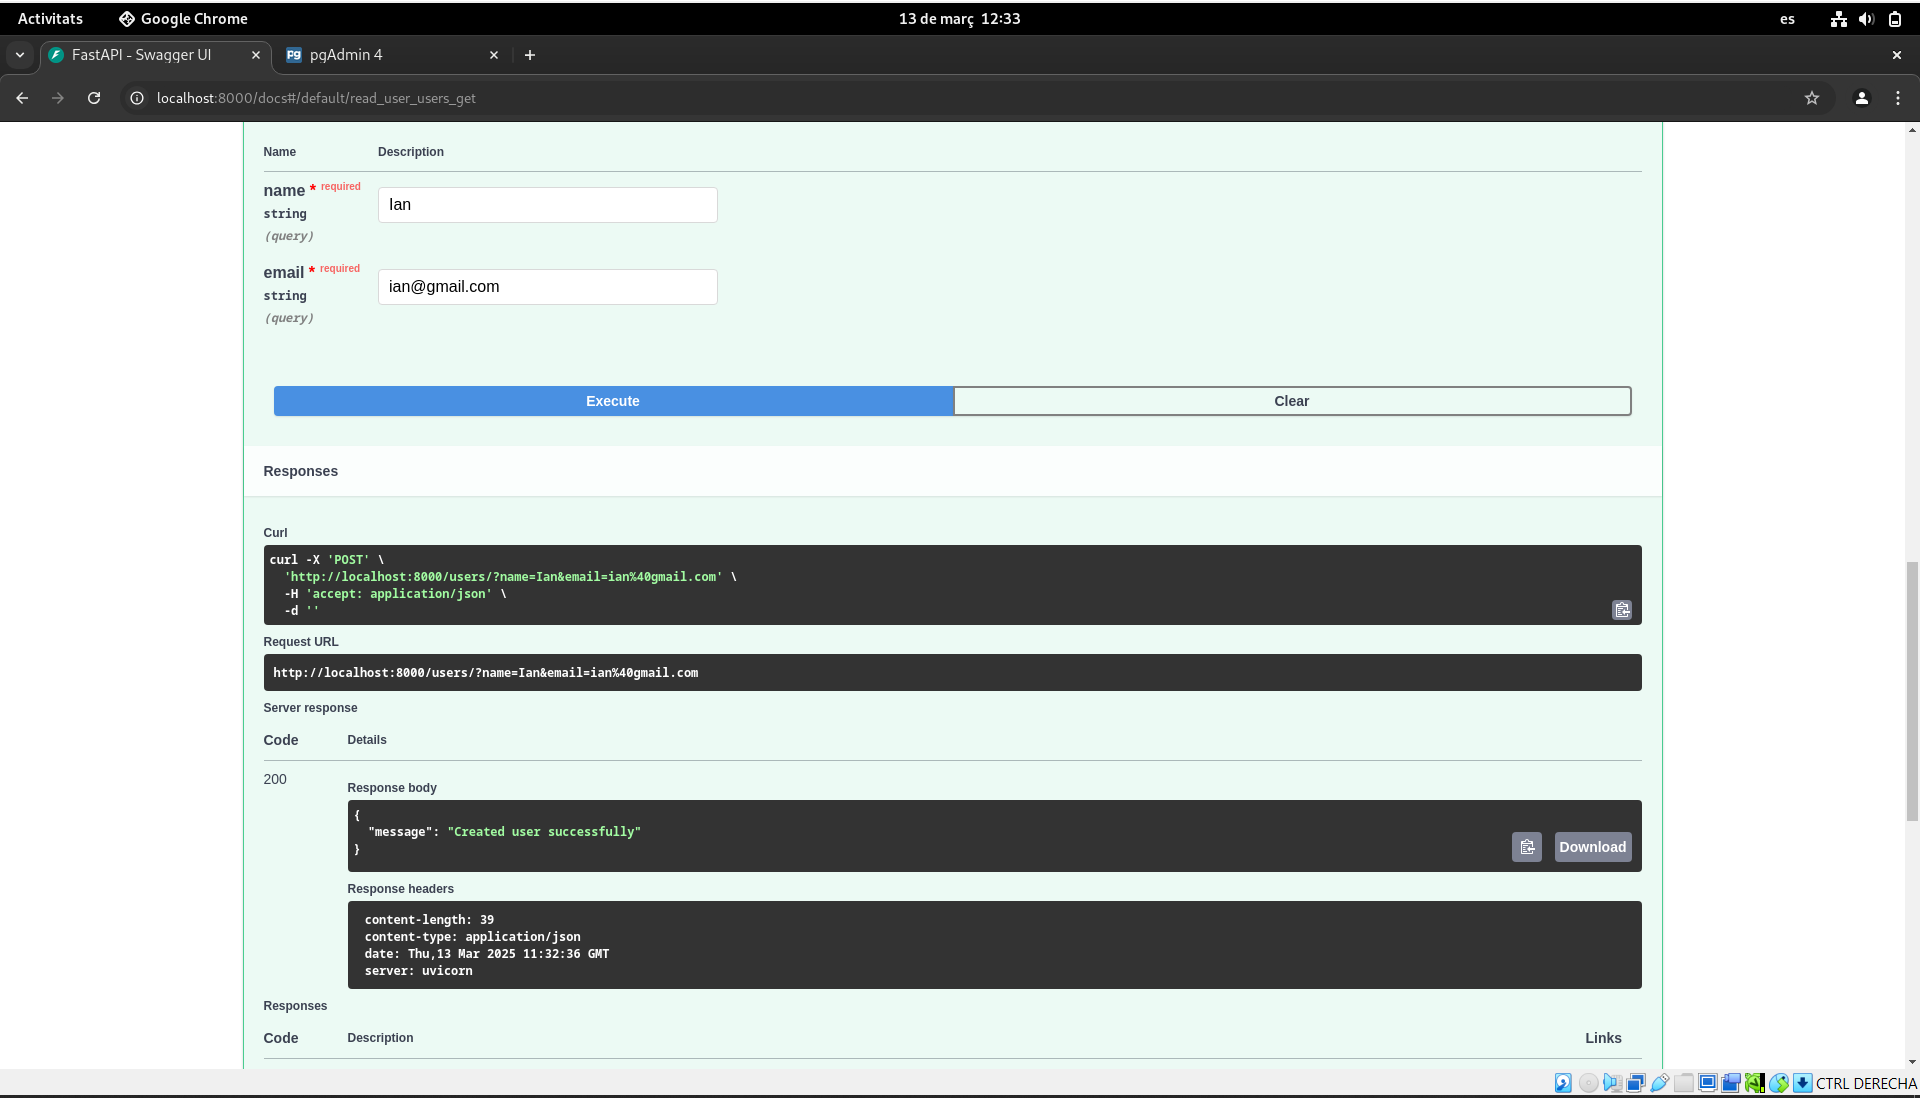 Activitats
Google Chrome
13 de març 12:33
es
FastAPI - Swagger UI
pgAdmin 4
localhost:8000/docs#/default/read_user_users_get
Name
Description
name * required
string
(query)
Ian
email * required
string
(query)
ian@gmail.com
Execute
Clear
Responses
Curl
curl -X 'POST' \
'http://localhost:8000/users/?name=Ian&email=ian%40gmail.com' \
-H 'accept: application/json' \
-d ''
Request URL
http://localhost:8000/users/?name=Ian&email=ian%40gmail.com
Server response
Code
Details
200
Response body
{
"message": "Created user successfully"
}
Download
Response headers
content-length: 39
content-type: application/json
date: Thu,13 Mar 2025 11:32:36 GMT
server: uvicorn
Responses
Code
Description
Links
CTRL DERECHA